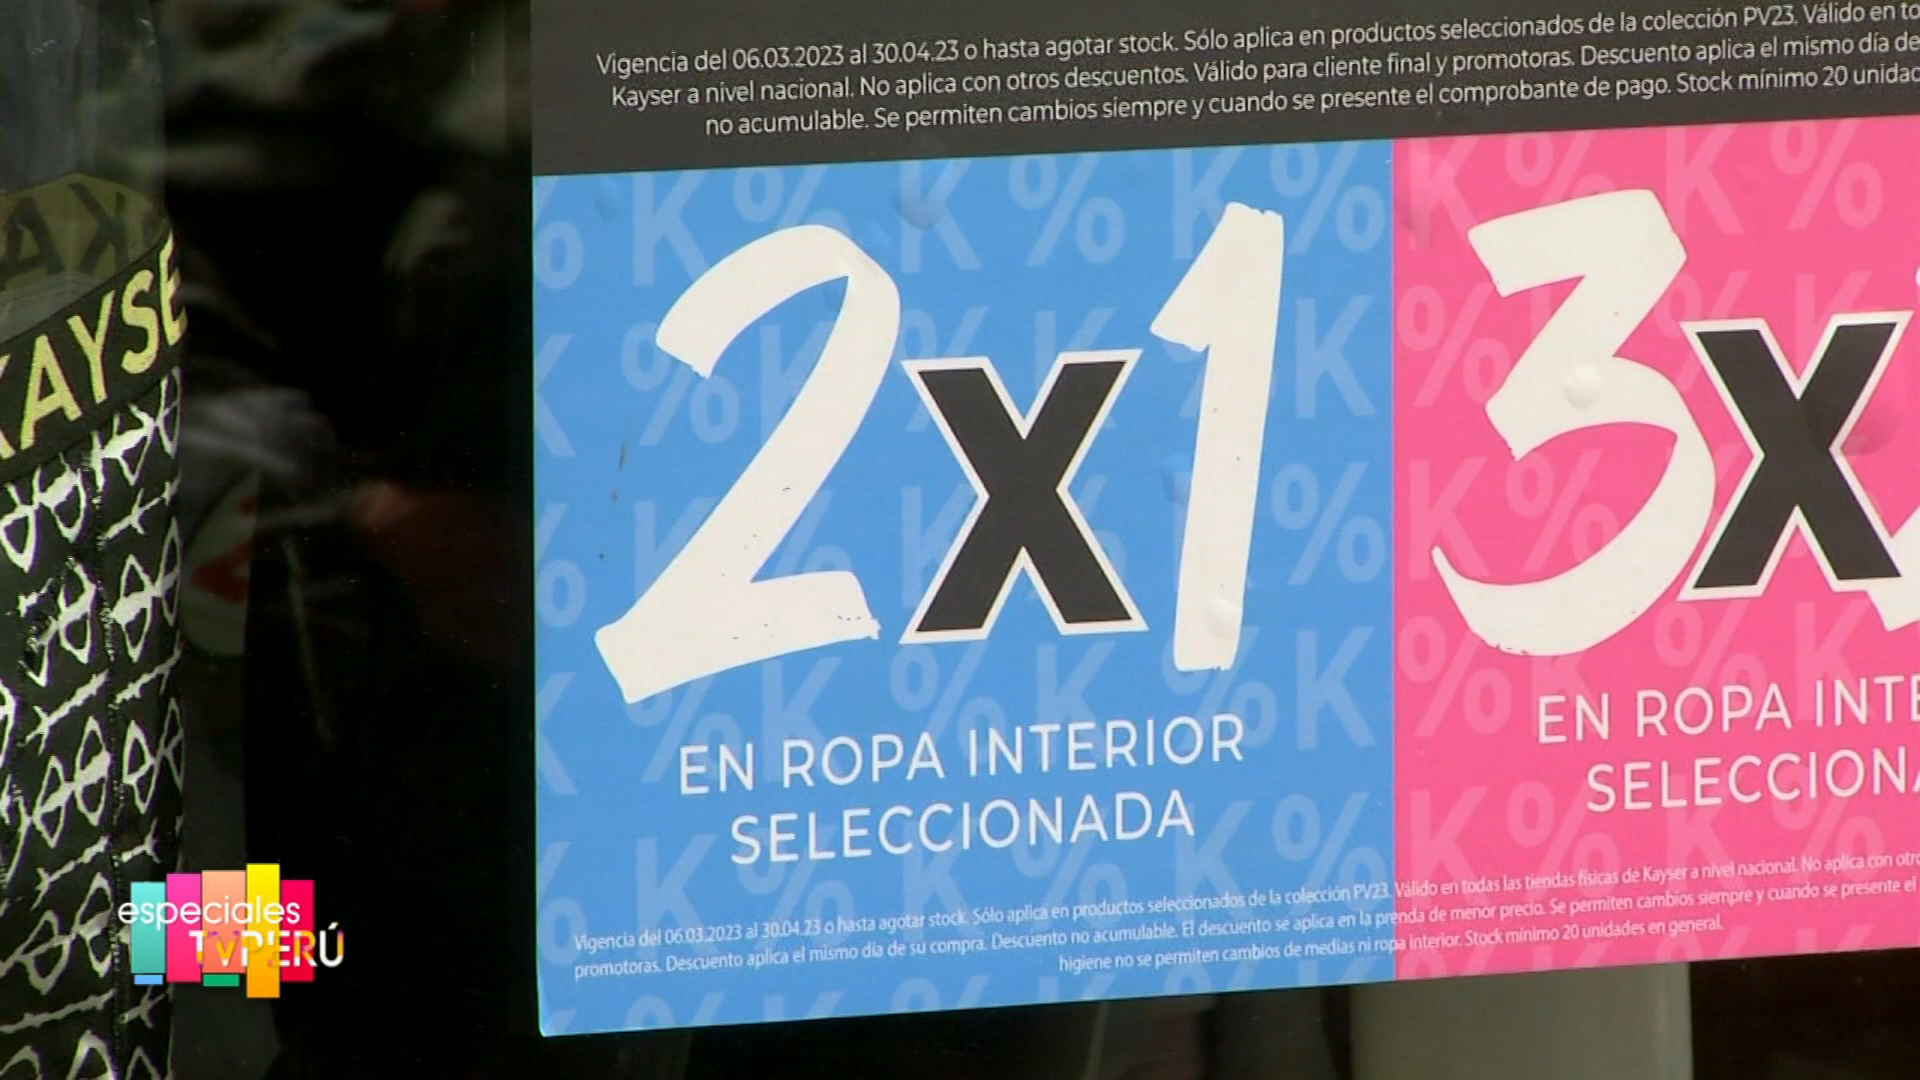 Vigencia del 06.03.2023 al 30.04.23 o hasta agotar stock. Sólo aplica en productos seleccionados de la colección PV23. Válido en
Kayser a nivel nacional. No aplica con otros descuentos. Válido para cliente final y promotoras. Descuento aplica el mismo día de
no acumulable. Se permiten cambios siempre y cuando se presente el comprobante de pago. Stock mínimo 20
KAYSE
2x1
EN ROPA INTERIOR
SELECCIONADA
3x
EN ROPA INTE
SELECCION
Vigencia del 06.03.2023 al 30.04.23 o hasta agotar stock. Sólo aplica en productos seleccionados de la colección PV23. Válido en todas las tiendas físicas de Kayser a nivel nacional. No aplica con
promotoras. Descuento aplica el mismo día de su compra. Descuento no acumulable. El descuento se aplica en la prenda de menor precio. Se permiten cambios siempre y cuando se presente el
higiene no se permiten cambios de medias ni ropa interior. Stock mínimo 20 unidades en general.
especiales
TVPERÚ